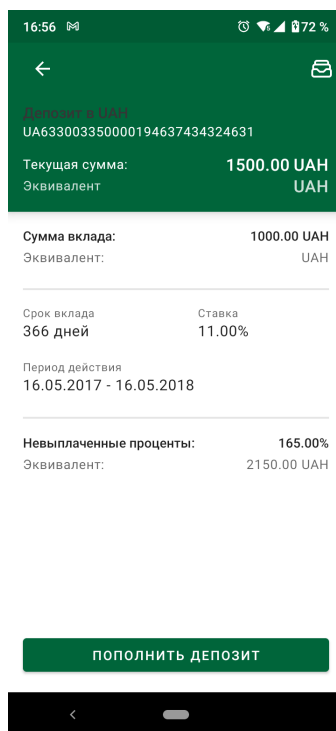 16:56 72 %
Депозит в UAH
UA633003350000194637434324631
Текущая сумма: 1500.00 UAH
Эквивалент UAH
Сумма вклада: 1000.00 UAH
Эквивалент: UAH
Срок вклада Ставка
366 дней 11.00%
Период действия
16.05.2017 - 16.05.2018
Невыплаченные проценты: 165.00%
Эквивалент: 2150.00 UAH
ПОПОЛНИТЬ ДЕПОЗИТ